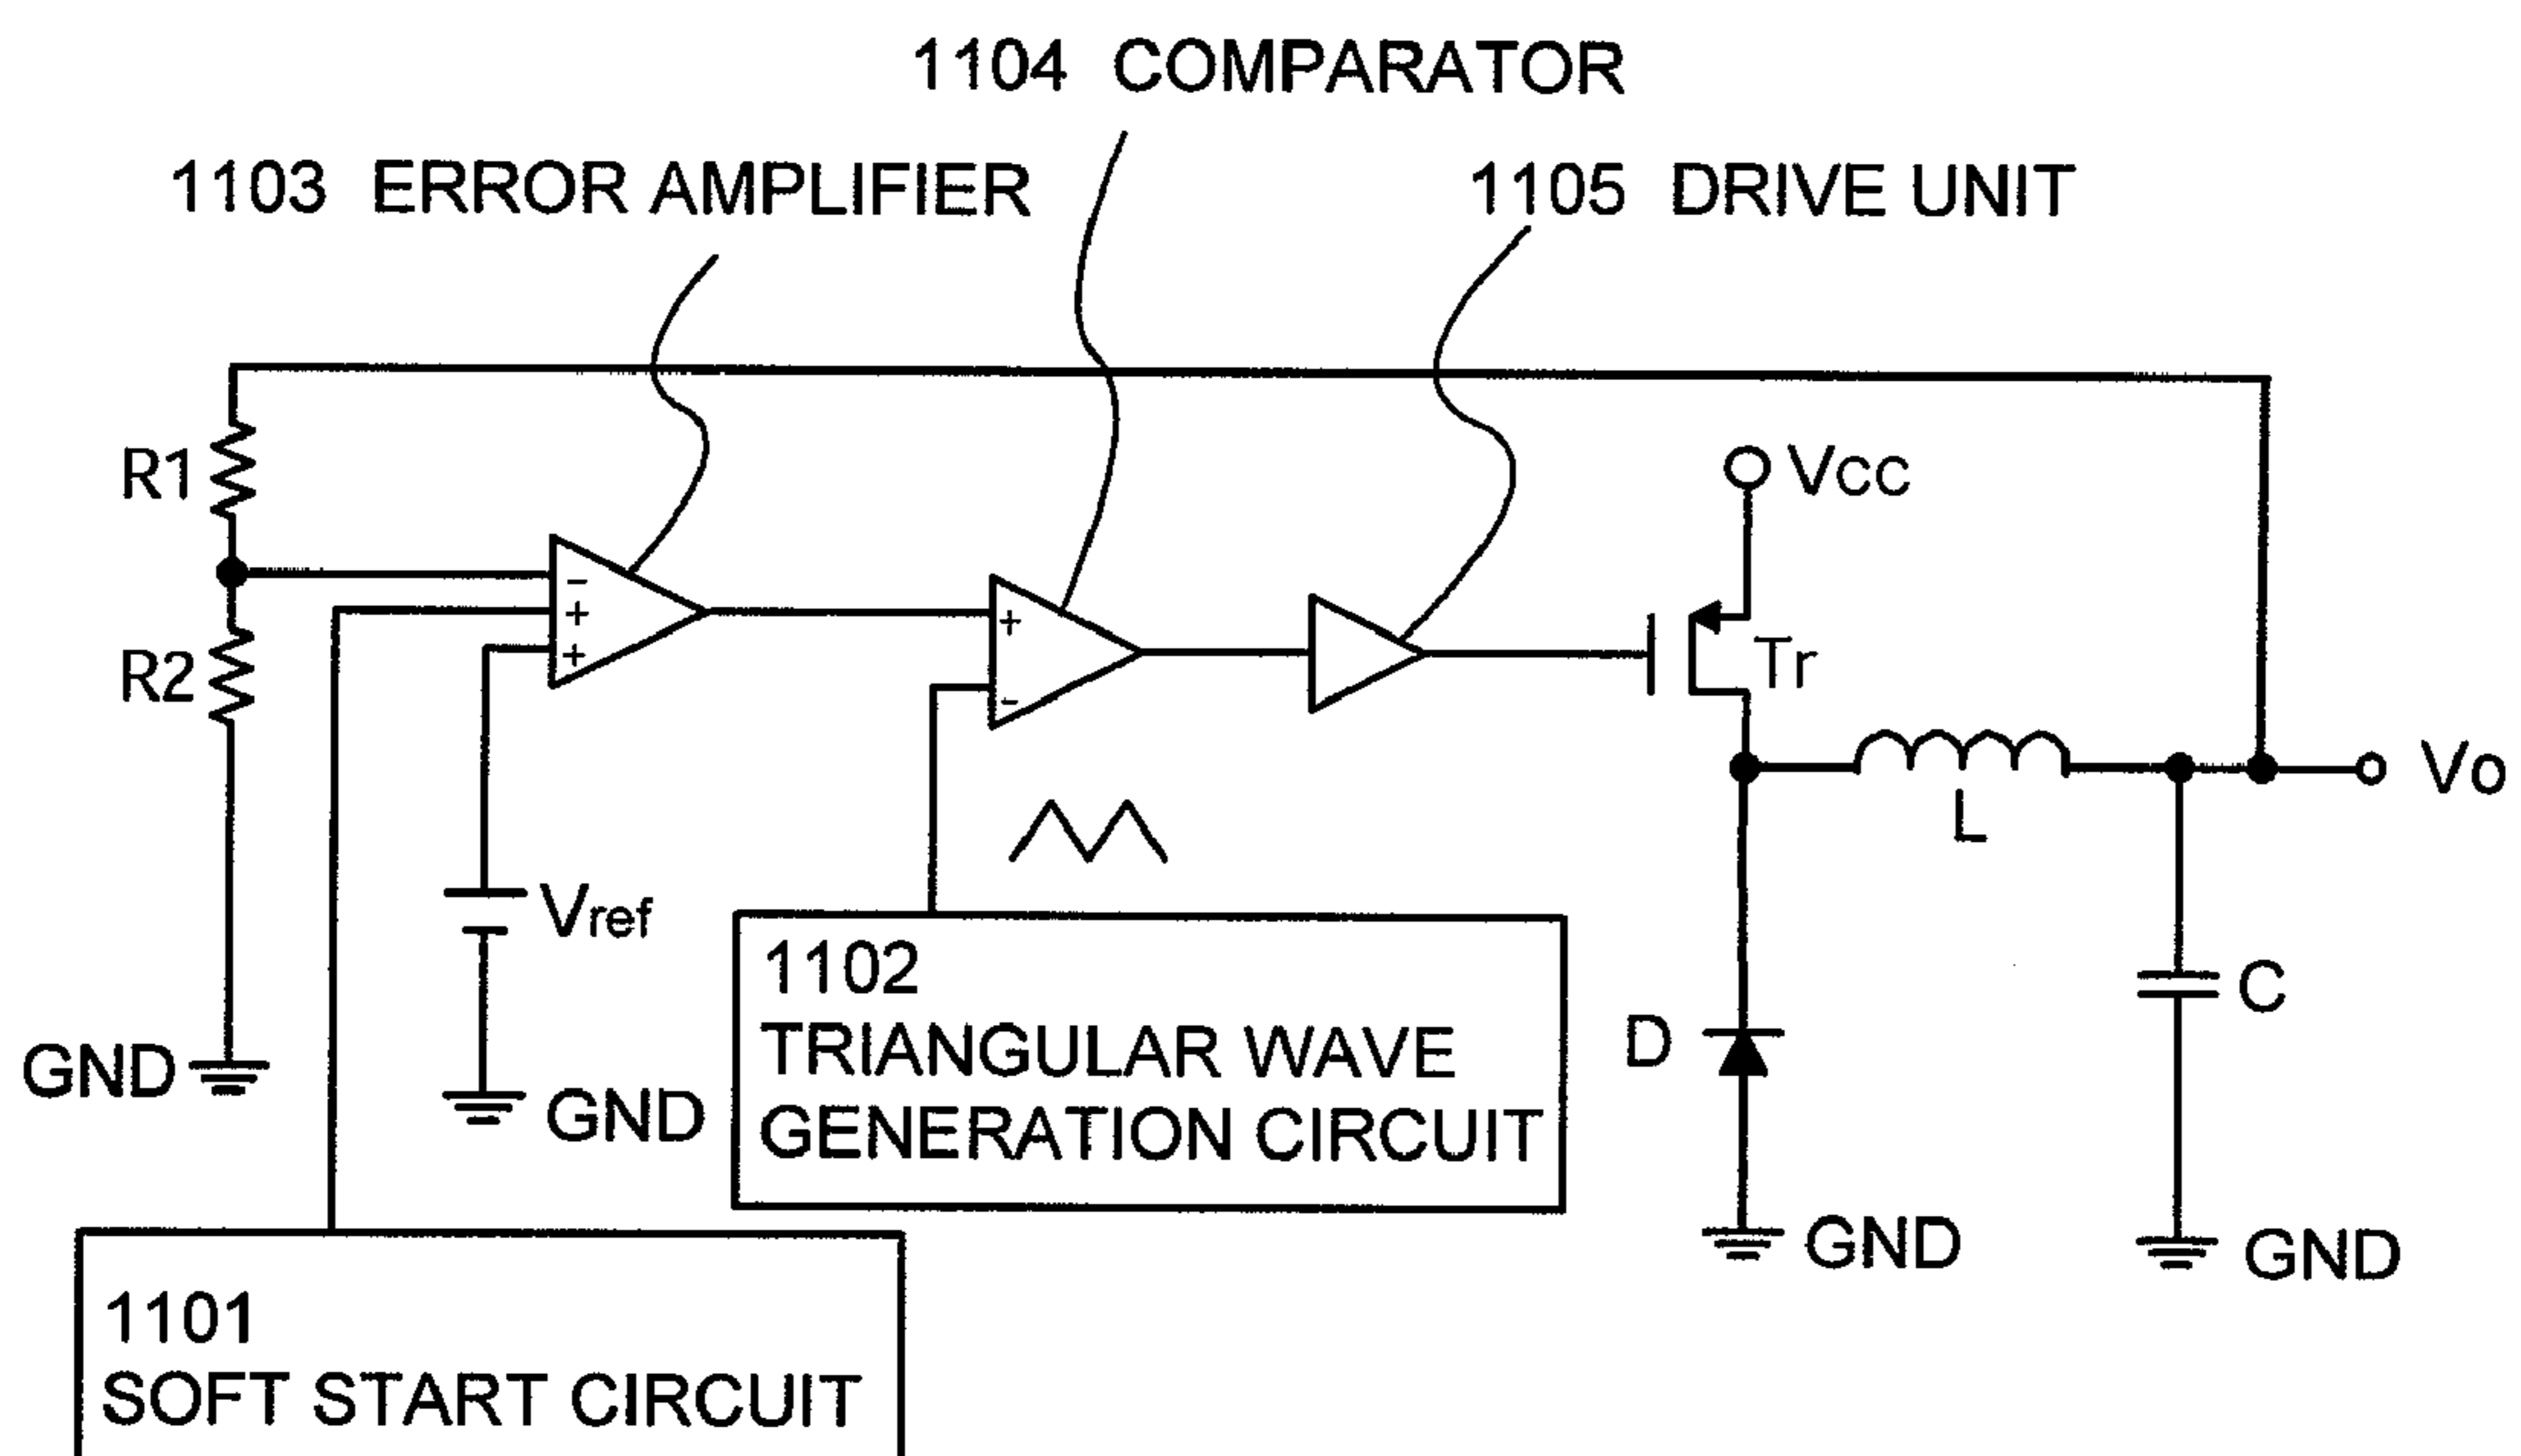 1104 COMPARATOR
1103 ERROR AMPLIFIER
1105 DRIVE UNIT
R1
VCC
-
+
+
+
-
R2
Tr
Vo
L
Vref
1102
TRIANGULAR WAVE
GENERATION CIRCUIT
C
D
GND
GND
GND
GND
1101
SOFT START CIRCUIT